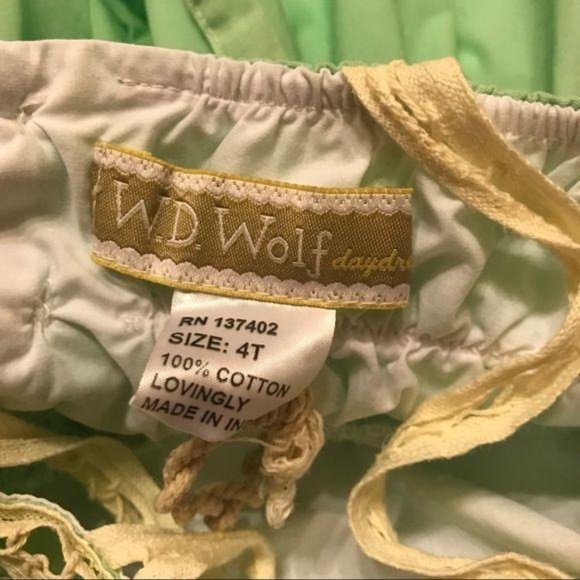 W.D. Wolf
RN 137402
SIZE: 4T
100% COTTON
LOVINGLY
MADE IN